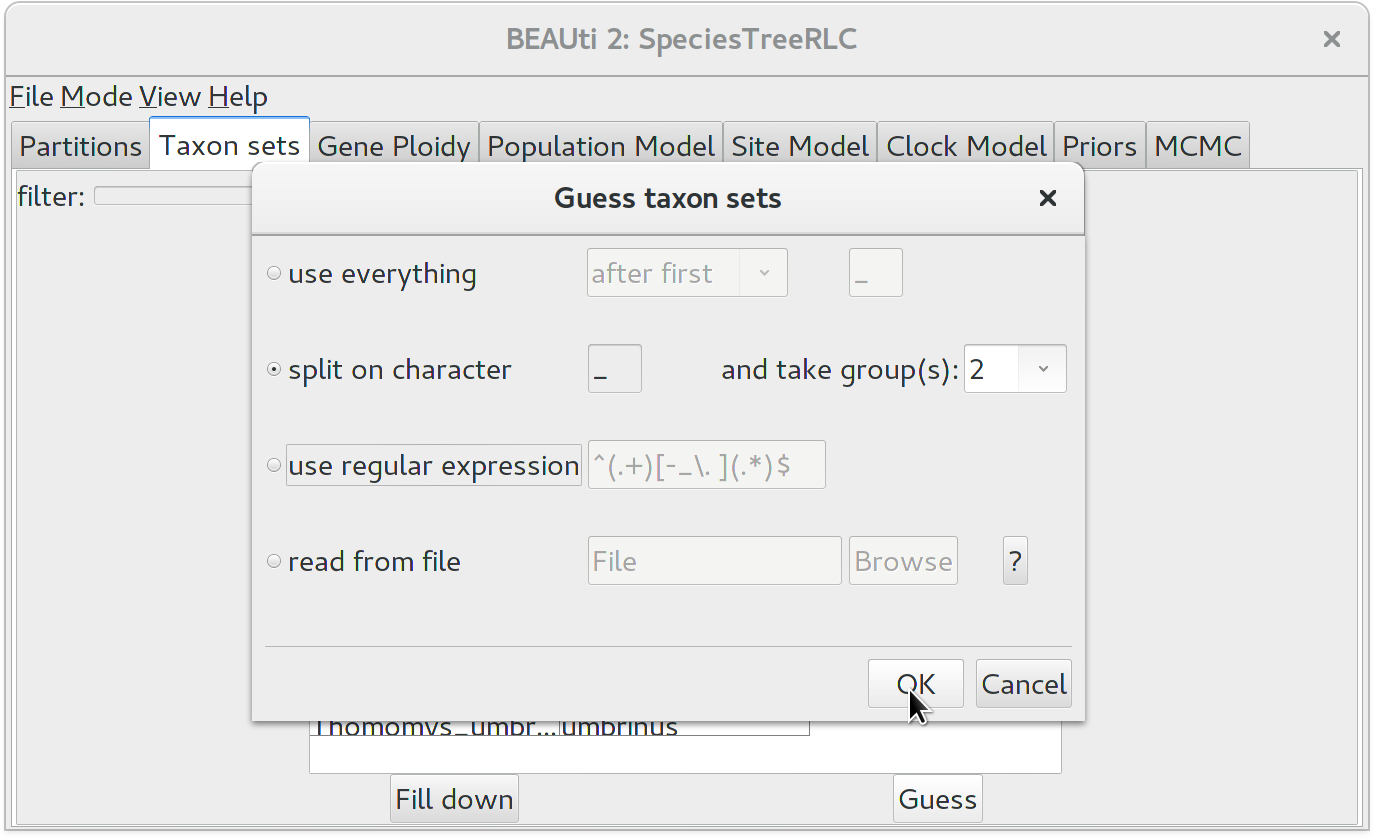 BEAUti 2: SpeciesTreeRLC ×
File Mode View Help
Partitions Taxon sets Gene Ploidy Population Model Site Model Clock Model Priors MCMC
filter:
Guess taxon sets ×
use everything after first _
split on character _ and take group(s): 2
use regular expression ^(.+)[-_\. ](.*)$
read from file File Browse ?
OK Cancel
Thomomys_umbr... umbrinus
Fill down Guess